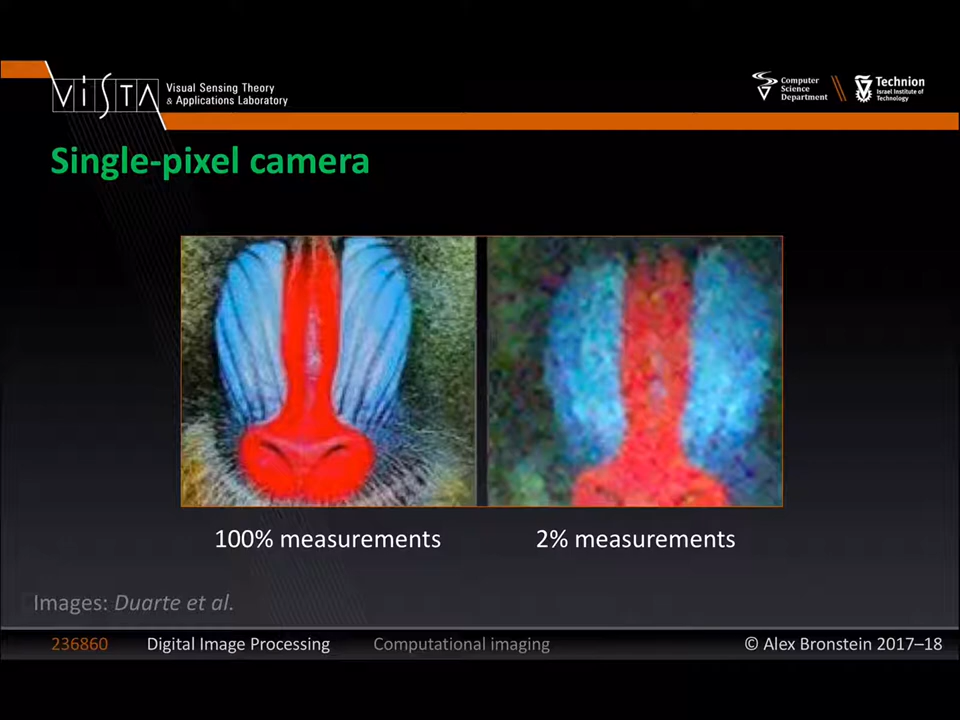 ViSTA
Visual Sensing Theory
& Applications Laboratory
Computer
Science
Department
Technion
Israel Institute of
Technology
Single-pixel camera
100% measurements
2% measurements
Images: Duarte et al.
236860 Digital Image Processing Computational imaging © Alex Bronstein 2017–18